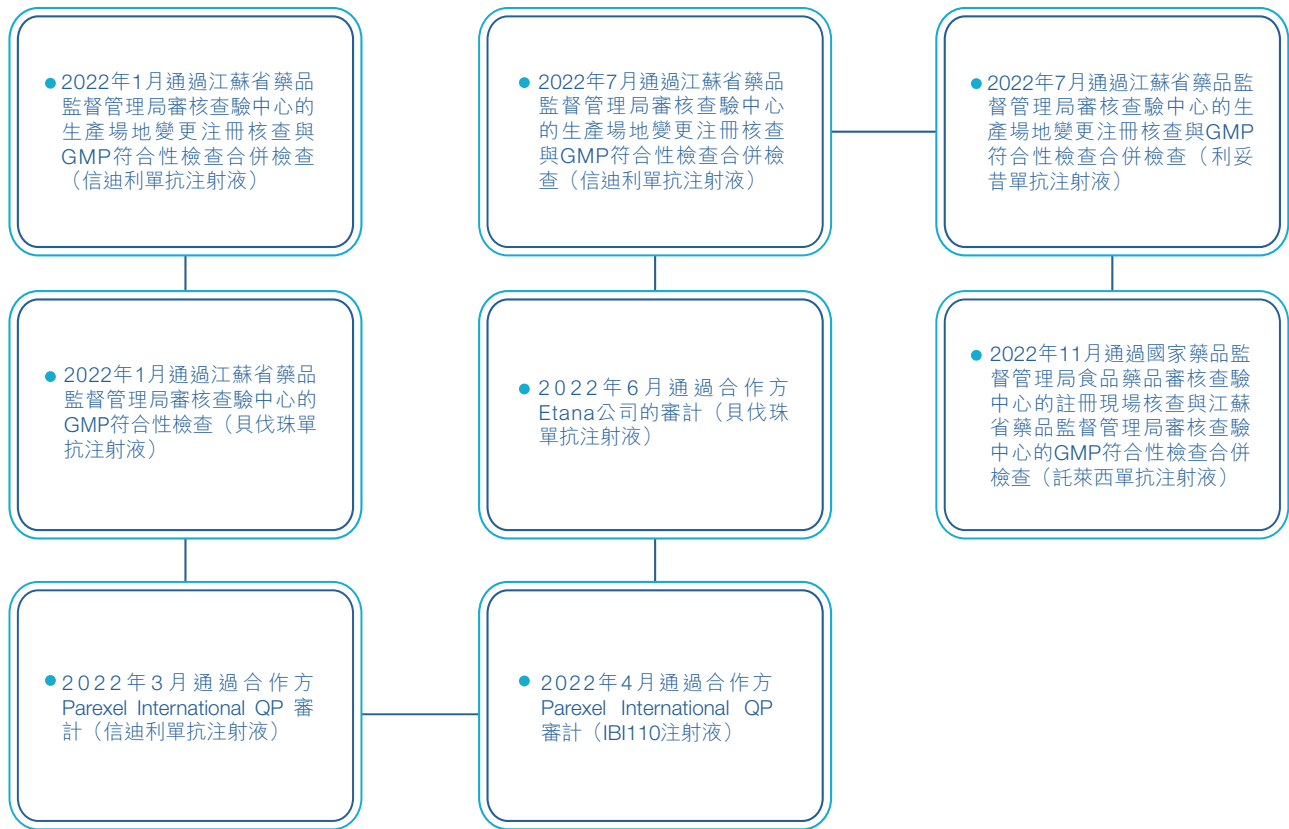 2022年1月通過江蘇省藥品
監督管理局審核查驗中心的
生產場地變更注冊核查與
GMP符合性檢查合併檢查
（信迪利單抗注射液）
2022年1月通過江蘇省藥品
監督管理局審核查驗中心的
GMP符合性檢查（貝伐珠單
抗注射液）
2022年3月通過合作方
Parexel International QP 審
計（信迪利單抗注射液）
2022年4月通過合作方
Parexel International QP
審計（IBI110注射液）
2022年6月通過合作方
Etana公司的審計（貝伐珠
單抗注射液）
2022年7月通過江蘇省藥品
監督管理局審核查驗中心
的生產場地變更注冊核查
與GMP符合性檢查合併檢
查（信迪利單抗注射液）
2022年7月通過江蘇省藥品監
督管理局審核查驗中心的生
產場地變更注冊核查與GMP
符合性檢查合併檢查（利妥
昔單抗注射液）
2022年11月通過國家藥品監
督管理局食品藥品審核查驗
中心的註冊現場核查與江蘇
省藥品監督管理局審核查驗
中心的GMP符合性檢查合併
檢查（託萊西單抗注射液）